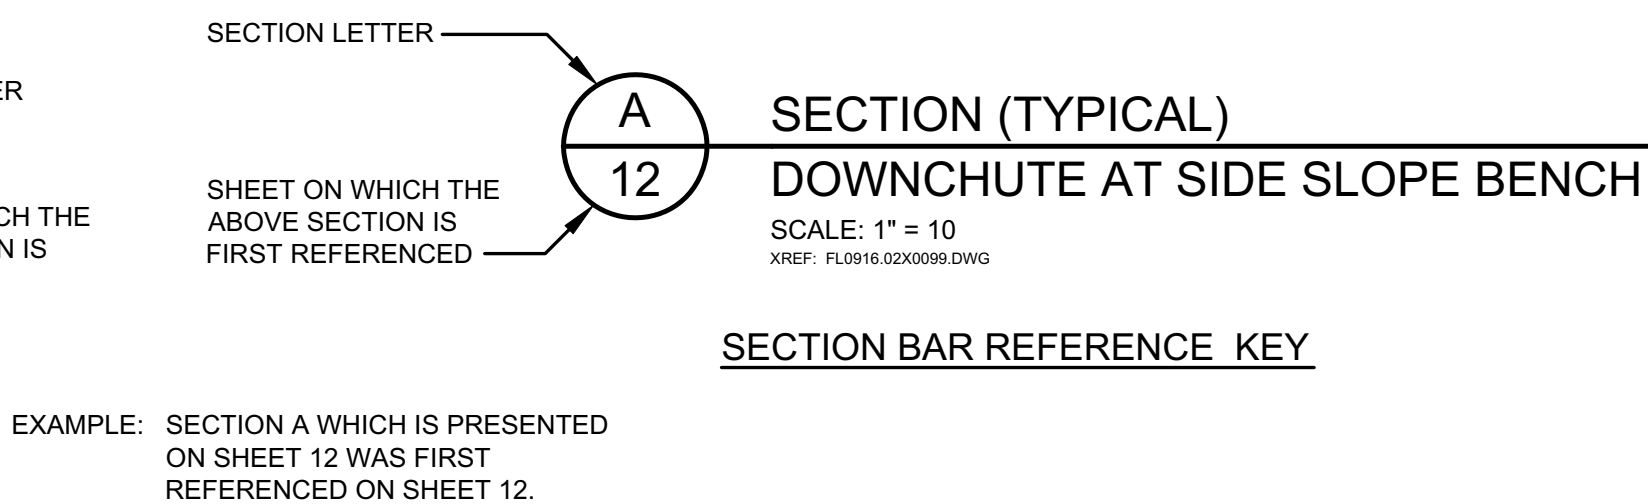 SECTION LETTER
ER
A
SECTION (TYPICAL)
12
DOWNCHUTE AT SIDE SLOPE BENCH
SHEET ON WHICH THE
ABOVE SECTION IS
FIRST REFERENCED
CH THE
N IS
SCALE: 1" = 10
XREF: FL0916.02X0099.DWG
SECTION BAR REFERENCE KEY
EXAMPLE: SECTION A WHICH IS PRESENTED
ON SHEET 12 WAS FIRST
REFERENCED ON SHEET 12.